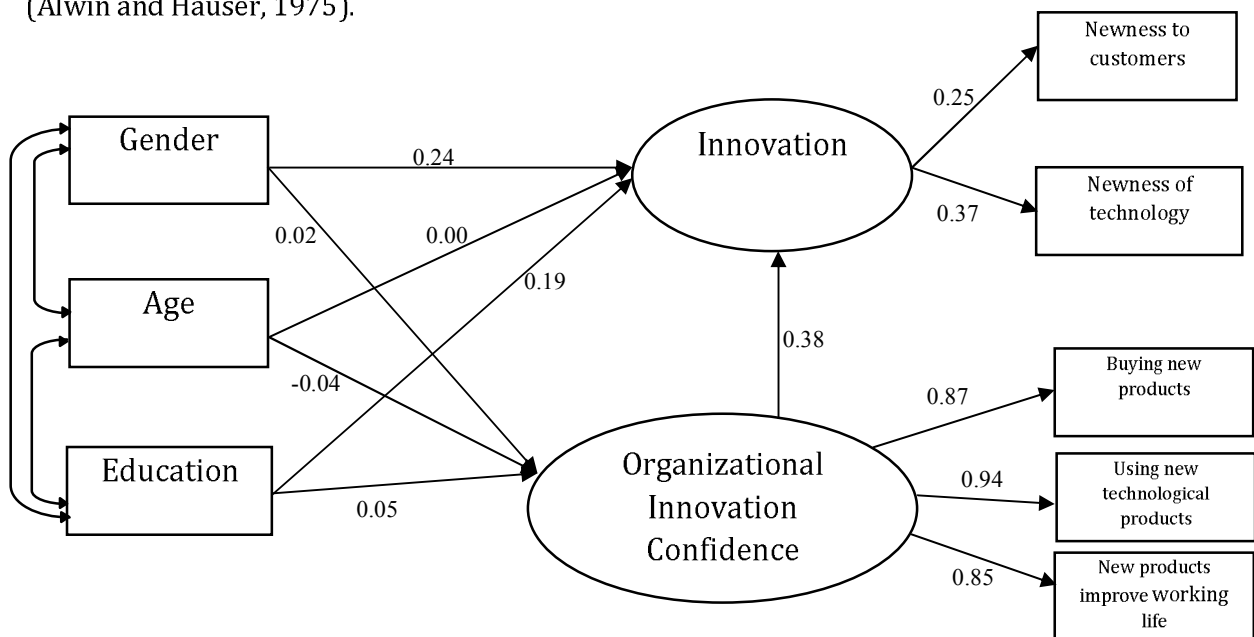 (Alwin and Hauser, 1975).
Gender
Age
Education
0.24
0.02
0.00
0.19
-0.04
0.05
Innovation
0.38
Organizational
Innovation
Confidence
0.25
0.37
Newness to
customers
Newness of
technology
0.87
0.94
0.85
Buying new
products
Using new
technological
products
New products
improve working
life